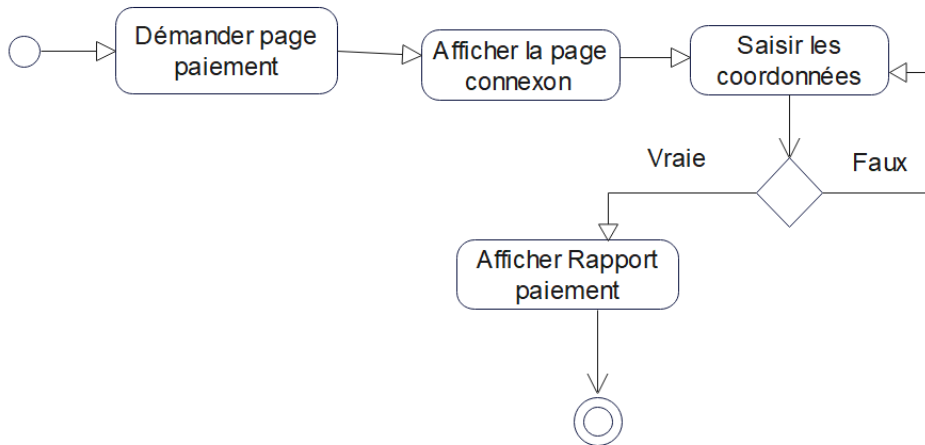 Démander page
paiement
Afficher la page
connexon
Saisir les
coordonnées
Vraie
Faux
Afficher Rapport
paiement